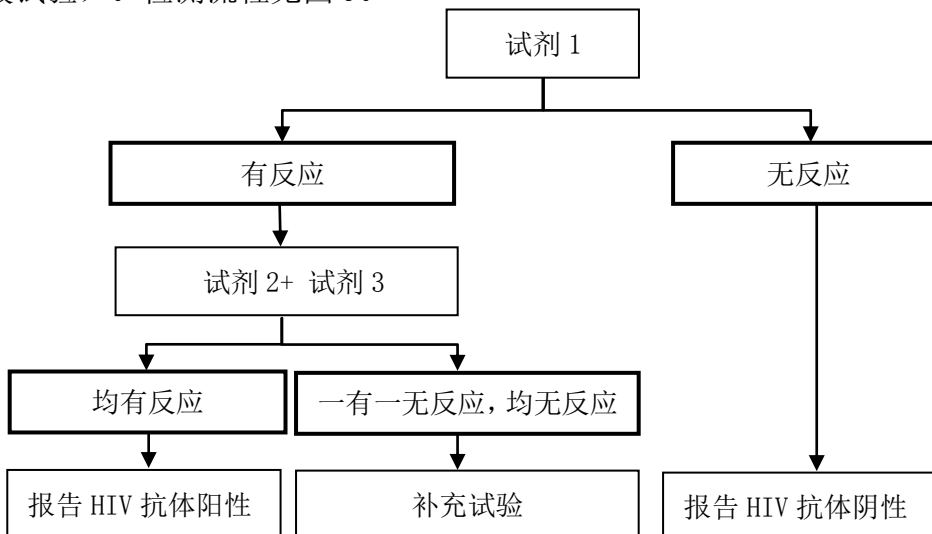 试剂 1
有反应
无反应
试剂 2+ 试剂 3
均有反应
一有一无反应，均无反应
报告 HIV 抗体阳性
补充试验
报告 HIV 抗体阴性